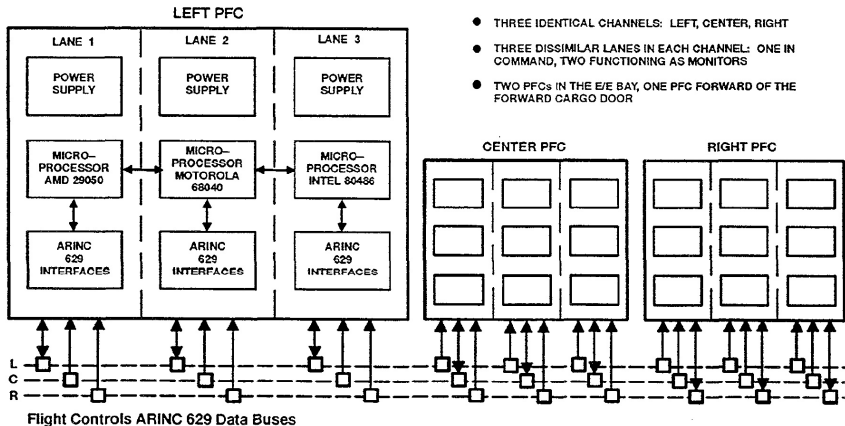 LEFT PFC
LANE 1
LANE 2
LANE 3
POWER
SUPPLY
POWER
SUPPLY
POWER
SUPPLY
MICRO–
PROCESSOR
AMD 29050
MICRO–
PROCESSOR
MOTOROLA
68040
MICRO–
PROCESSOR
INTEL 80486
ARINC
629
INTERFACES
ARINC
629
INTERFACES
ARINC
629
INTERFACES
● THREE IDENTICAL CHANNELS: LEFT, CENTER, RIGHT
● THREE DISSIMILAR LANES IN EACH CHANNEL: ONE IN
COMMAND, TWO FUNCTIONING AS MONITORS
● TWO PFCs IN THE E/E BAY, ONE PFC FORWARD OF THE
FORWARD CARGO DOOR
CENTER PFC
RIGHT PFC
L
C
R
Flight Controls ARINC 629 Data Buses